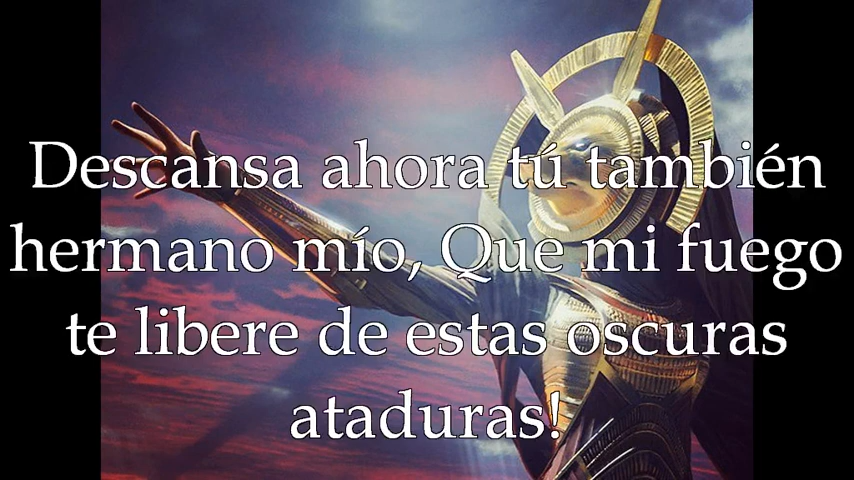 Descansa ahora tú también
hermano mío, Que mi fuego
te libere de estas oscuras
ataduras!